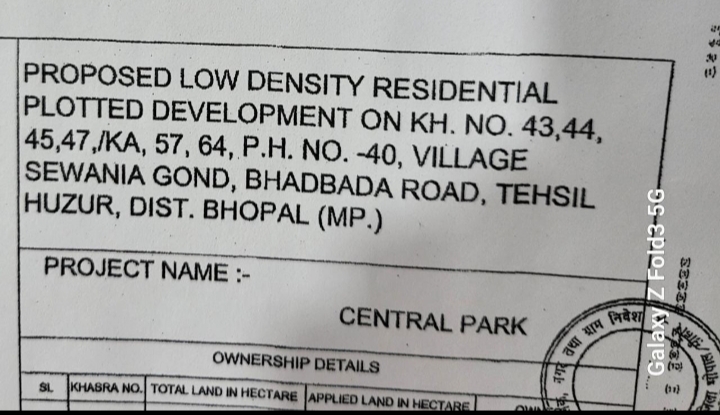 PROPOSED LOW DENSITY RESIDENTIAL
PLOTTED DEVELOPMENT ON KH. NO. 43,44,
45,47,/KA, 57, 64, P.H. NO. -40, VILLAGE
SEWANIA GOND, BHADBADA ROAD, TEHSIL
HUZUR, DIST. BHOPAL (MP.)
PROJECT NAME :-
CENTRAL PARK
OWNERSHIP DETAILS
SL KHASRA NO. TOTAL LAND IN HECTARE APPLIED LAND IN HECTARE
नगर तथा ग्राम निवेश
Galaxy Z Fold3 5G